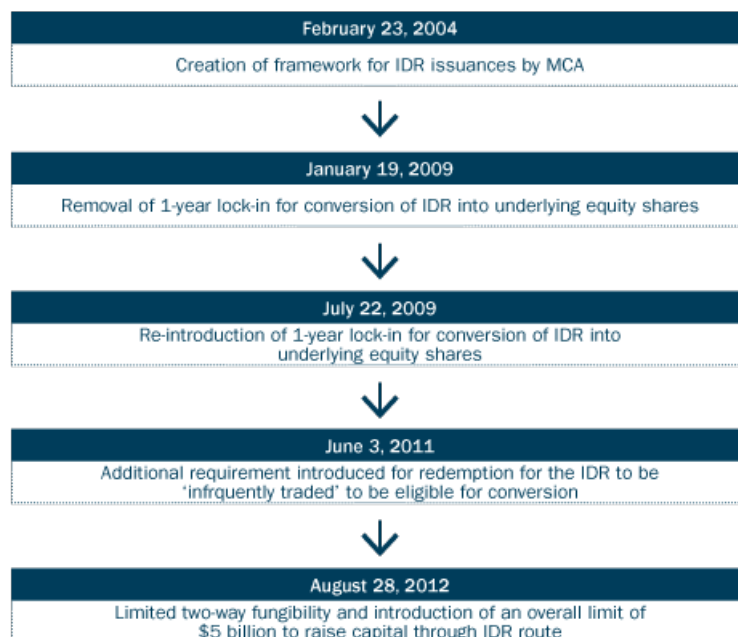 February 23, 2004
Creation of framework for IDR issuances by MCA
January 19, 2009
Removal of 1-year lock-in for conversion of IDR into underlying equity shares
July 22, 2009
Re-introduction of 1-year lock-in for conversion of IDR into
underlying equity shares
June 3, 2011
Additional requirement introduced for redemption for the IDR to be
'infrquently traded' to be eligible for conversion
August 28, 2012
Limited two-way fungibility and introduction of an overall limit of
$5 billion to raise capital through IDR route